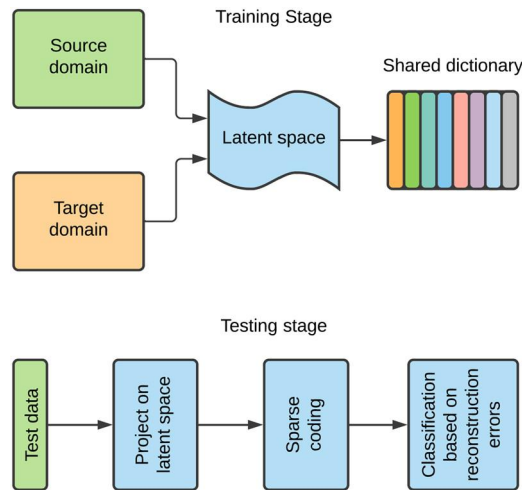 Training Stage
Source
domain
Shared dictionary
Latent space
Target
domain
Testing stage
Test data
Project on
latent space
Sparse
coding
Classification
based on
reconstruction
errors